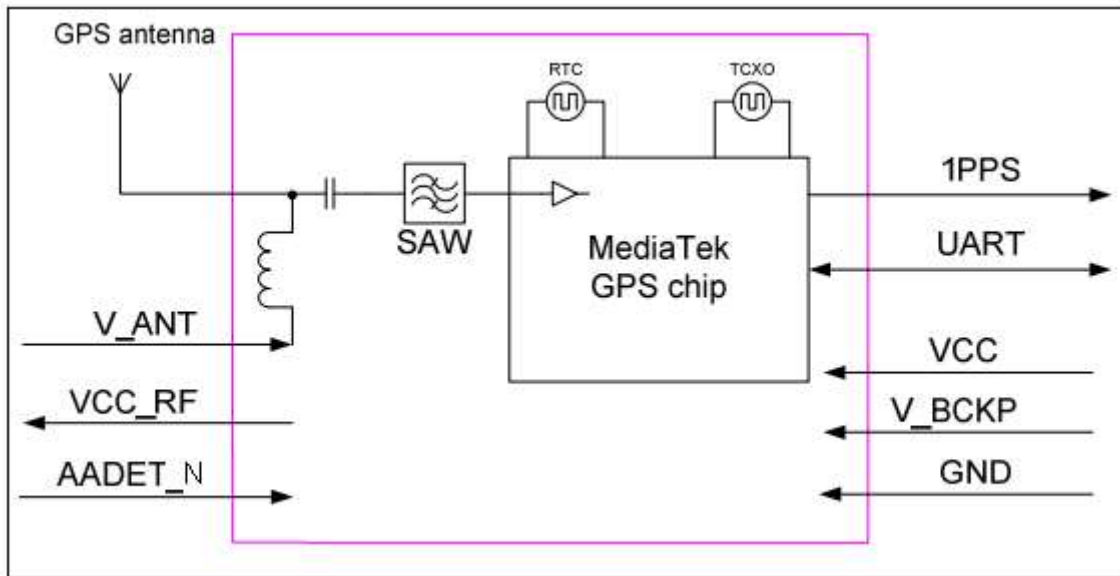 GPS antenna
RTC
TCXO
1PPS
SAW
MediaTek
GPS chip
UART
V_ANT
VCC
VCC_RF
V_BCKP
AADET_N
GND